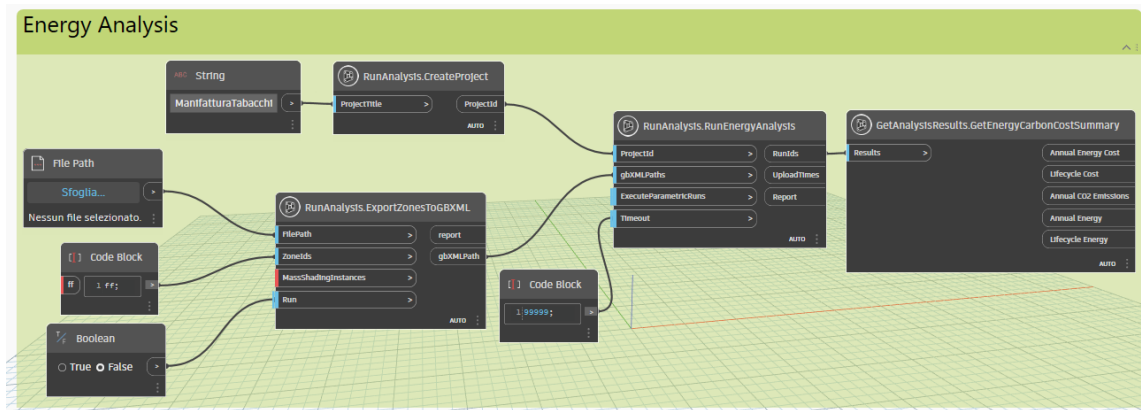 Energy Analysis
ABC String
ManifatturaTabacchi >
RunAnalysis.CreateProject
ProjectTitle > ProjectId
AUTO
File Path
Sfoglia... >
Nessun file selezionato.
[ ] Code Block
ff 1 ff; >
T/F Boolean
True False >
RunAnalysis.ExportZonesToGBXML
FilePath > report
ZoneIds > gbXMLPath
MassShadingInstances >
Run >
AUTO
[ ] Code Block
1 99999; >
RunAnalysis.RunEnergyAnalysis
ProjectId > RunIds
gbXMLPaths > UploadTimes
ExecuteParametricRuns > Report
Timeout >
AUTO
GetAnalysisResults.GetEnergyCarbonCostSummary
Results > Annual Energy Cost
Lifecycle Cost
Annual CO2 Emissions
Annual Energy
Lifecycle Energy
AUTO